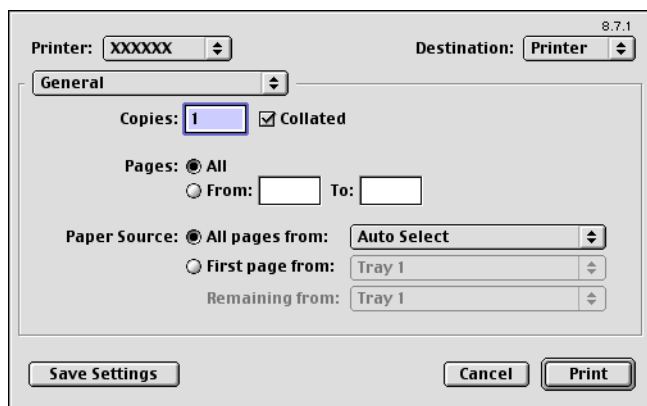 8.7.1
Printer: XXXXXX Destination: Printer
General
Copies: 1 Collated
Pages: All
From: To:
Paper Source: All pages from: Auto Select
First page from: Tray 1
Remaining from: Tray 1
Save Settings Cancel Print